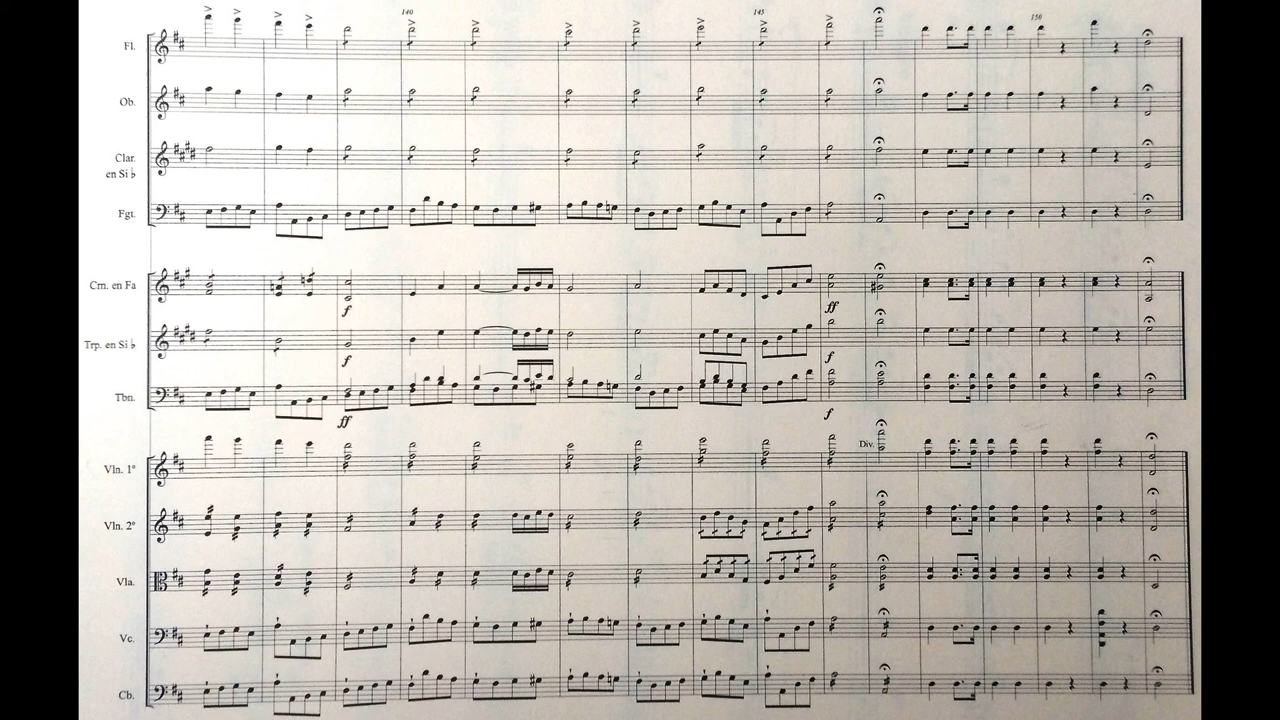 140
145
150
Fl.
Ob.
Clar.
en Si ♭
Fgt.
Crn. en Fa
f
ff
Trp. en Si ♭
f
f
Tbn.
ff
f
Div.
Vln. 1º
Vln. 2º
Vla.
Vc.
Cb.